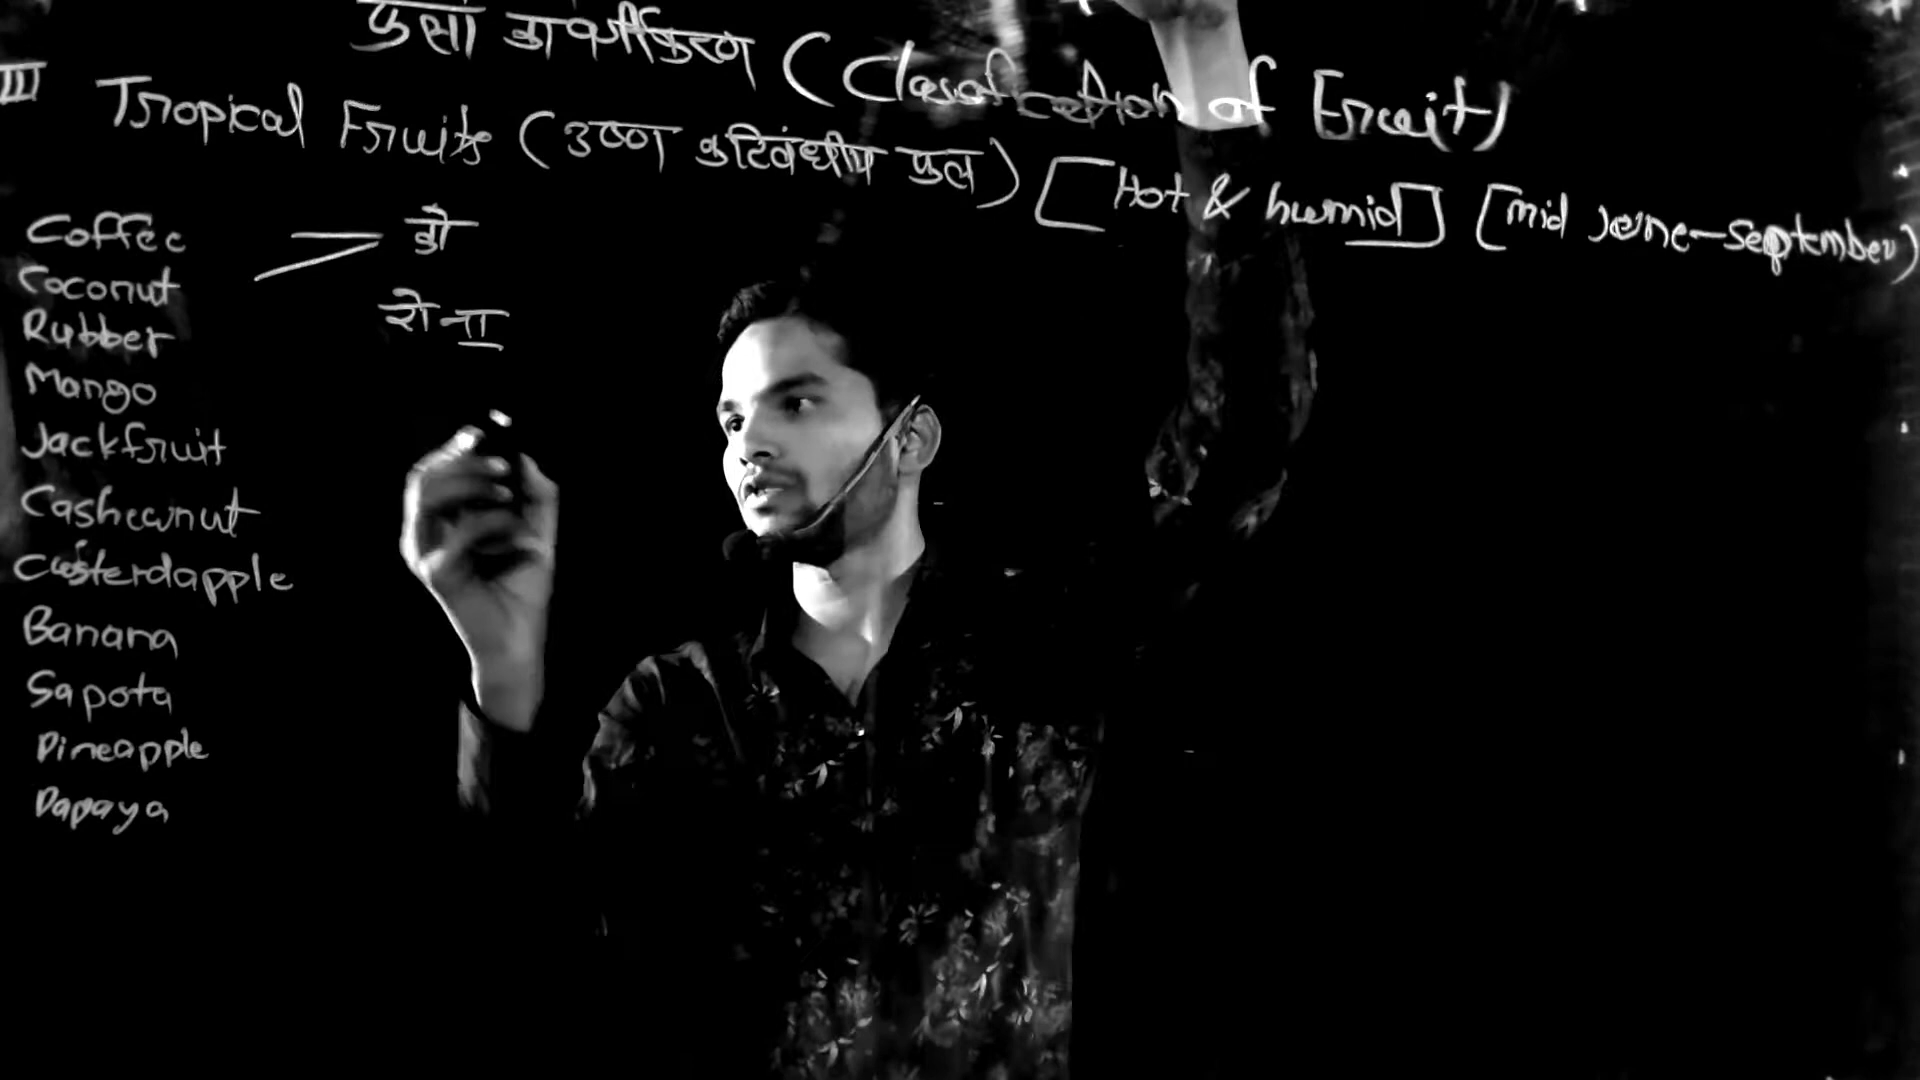 फलों का वर्गीकरण (Classification of Fruit)
III Tropical Fruits (उष्ण कटिबंधीय फल) [Hot & humid] [mid June-September)
Coffee
को
Coconut
रोना
Rubber
Mango
Jackfruit
Cashewnut
Custerdapple
Banana
Sapota
Pineapple
Papaya